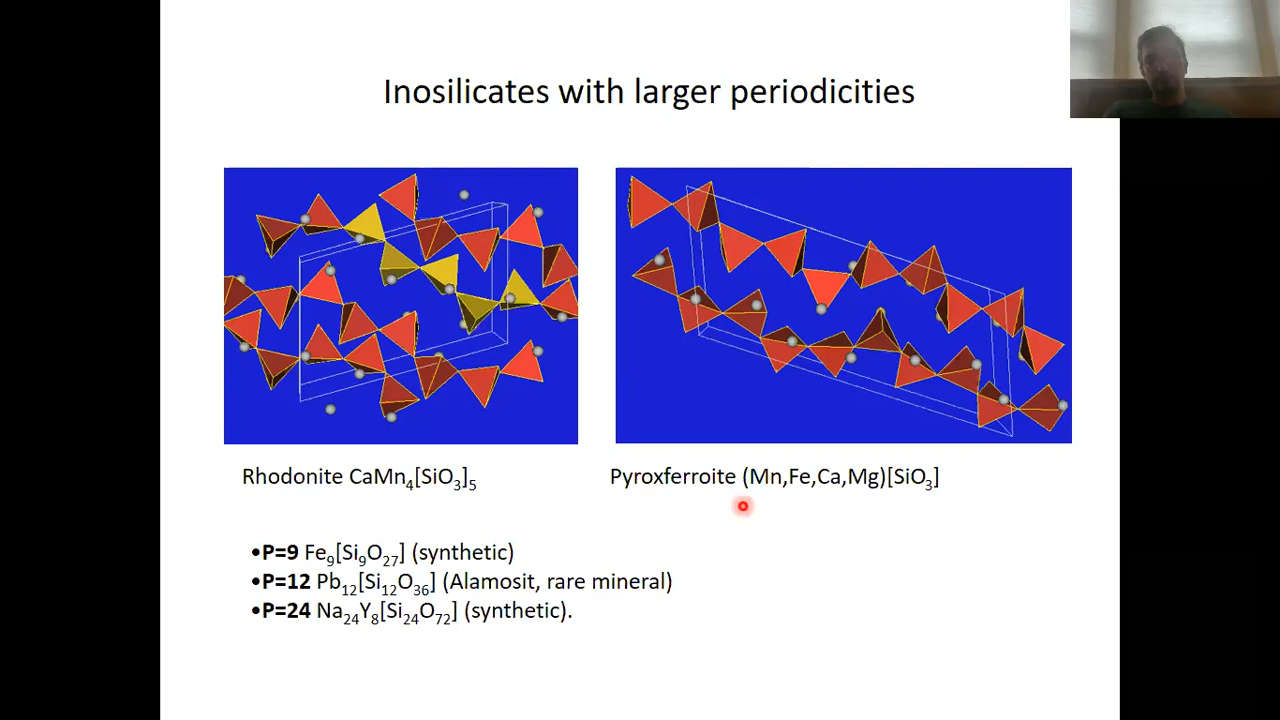 Inosilicates with larger periodicities
Rhodonite CaMn₄[SiO₃]₅
Pyroxferroite (Mn,Fe,Ca,Mg)[SiO₃]
•P=9 Fe₉[Si₉O₂₇] (synthetic)
•P=12 Pb₁₂[Si₁₂O₃₆] (Alamosit, rare mineral)
•P=24 Na₂₄Y₈[Si₂₄O₇₂] (synthetic).